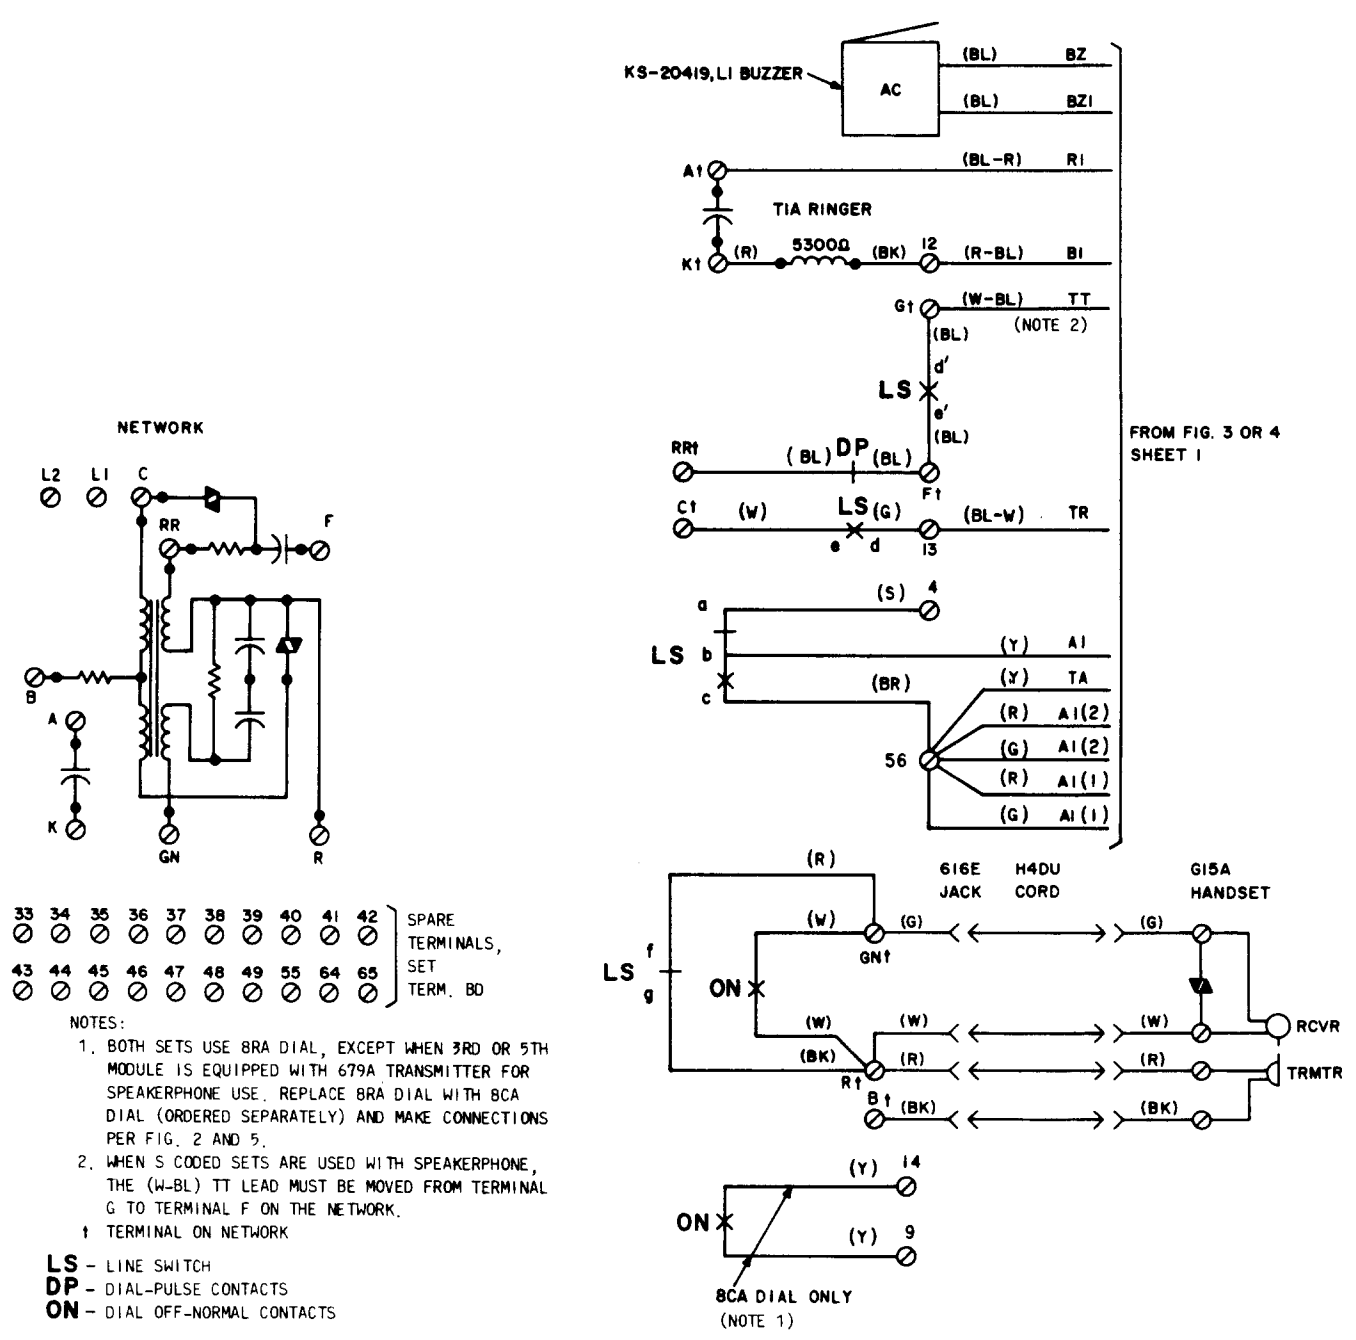 KS-20419,L1 BUZZER
AC
(BL) BZ
(BL) BZ1
A† (BL-R) R1
T1A RINGER
K† (R) 5300Ω (BK) 12 (R-BL) B1
G† (W-BL) TT
(NOTE 2)
(BL)
d'
LS
e'
(BL)
RR† (BL) DP (BL)
F†
C† (W) LS (G) (BL-W) TR
e d 13
a (S) 4
LS b (Y) A1
(Y) TA
c (BR)
(R) A1(2)
56 (G) A1(2)
(R) A1(1)
(G) A1(1)
FROM FIG. 3 OR 4
SHEET 1
NETWORK
L2 L1 C
RR F
B
A
K
GN R
33 34 35 36 37 38 39 40 41 42
43 44 45 46 47 48 49 55 64 65
SPARE
TERMINALS,
SET
TERM. BD
(R)
616E
JACK
H4DU
CORD
G15A
HANDSET
(W) (G) (G)
GN†
f
LS
g
ON
(W) (W) (W) RCVR
(BK) R† (R) (R) TRMTR
B† (BK) (BK)
(Y) 14
ON
(Y) 9
8CA DIAL ONLY
(NOTE 1)
NOTES:
1. BOTH SETS USE 8RA DIAL, EXCEPT WHEN 3RD OR 5TH
MODULE IS EQUIPPED WITH 679A TRANSMITTER FOR
SPEAKERPHONE USE. REPLACE 8RA DIAL WITH 8CA
DIAL (ORDERED SEPARATELY) AND MAKE CONNECTIONS
PER FIG. 2 AND 5.
2. WHEN S CODED SETS ARE USED WITH SPEAKERPHONE,
THE (W-BL) TT LEAD MUST BE MOVED FROM TERMINAL
G TO TERMINAL F ON THE NETWORK.
† TERMINAL ON NETWORK
LS - LINE SWITCH
DP - DIAL-PULSE CONTACTS
ON - DIAL OFF-NORMAL CONTACTS